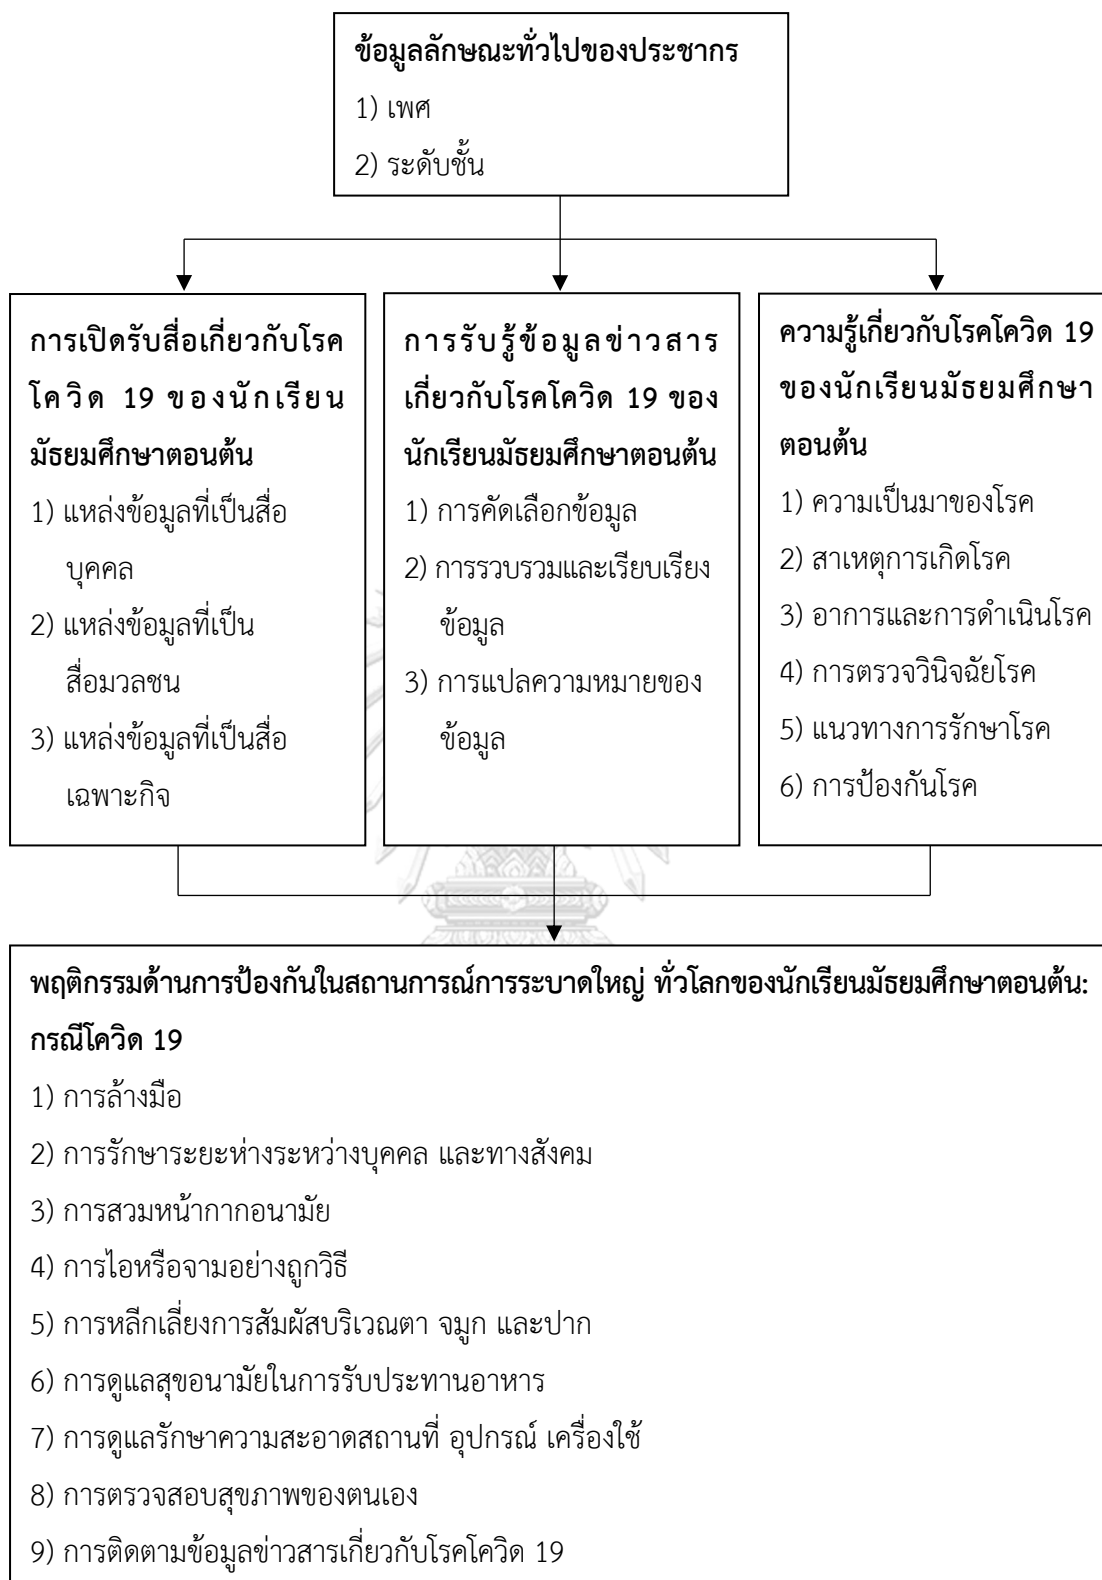 ข้อมูลลักษณะทั่วไปของประชากร
1) เพศ
2) ระดับชั้น
การเปิดรับสื่อเกี่ยวกับโรค
โควิด 19 ของนักเรียน
มัธยมศึกษาตอนต้น
1) แหล่งข้อมูลที่เป็นสื่อ
บุคคล
2) แหล่งข้อมูลที่เป็น
สื่อมวลชน
3) แหล่งข้อมูลที่เป็นสื่อ
เฉพาะกิจ
การรับรู้ข้อมูลข่าวสาร
เกี่ยวกับโรคโควิด 19 ของ
นักเรียนมัธยมศึกษาตอนต้น
1) การคัดเลือกข้อมูล
2) การรวบรวมและเรียบเรียง
ข้อมูล
3) การแปลความหมายของ
ข้อมูล
ความรู้เกี่ยวกับโรคโควิด 19
ของนักเรียนมัธยมศึกษา
ตอนต้น
1) ความเป็นมาของโรค
2) สาเหตุการเกิดโรค
3) อาการและการดำเนินโรค
4) การตรวจวินิจฉัยโรค
5) แนวทางการรักษาโรค
6) การป้องกันโรค
พฤติกรรมด้านการป้องกันในสถานการณ์การระบาดใหญ่ ทั่วโลกของนักเรียนมัธยมศึกษาตอนต้น:
กรณีโควิด 19
1) การล้างมือ
2) การรักษาระยะห่างระหว่างบุคคล และทางสังคม
3) การสวมหน้ากากอนามัย
4) การไอหรือจามอย่างถูกวิธี
5) การหลีกเลี่ยงการสัมผัสบริเวณตา จมูก และปาก
6) การดูแลสุขอนามัยในการรับประทานอาหาร
7) การดูแลรักษาความสะอาดสถานที่ อุปกรณ์ เครื่องใช้
8) การตรวจสอบสุขภาพของตนเอง
9) การติดตามข้อมูลข่าวสารเกี่ยวกับโรคโควิด 19